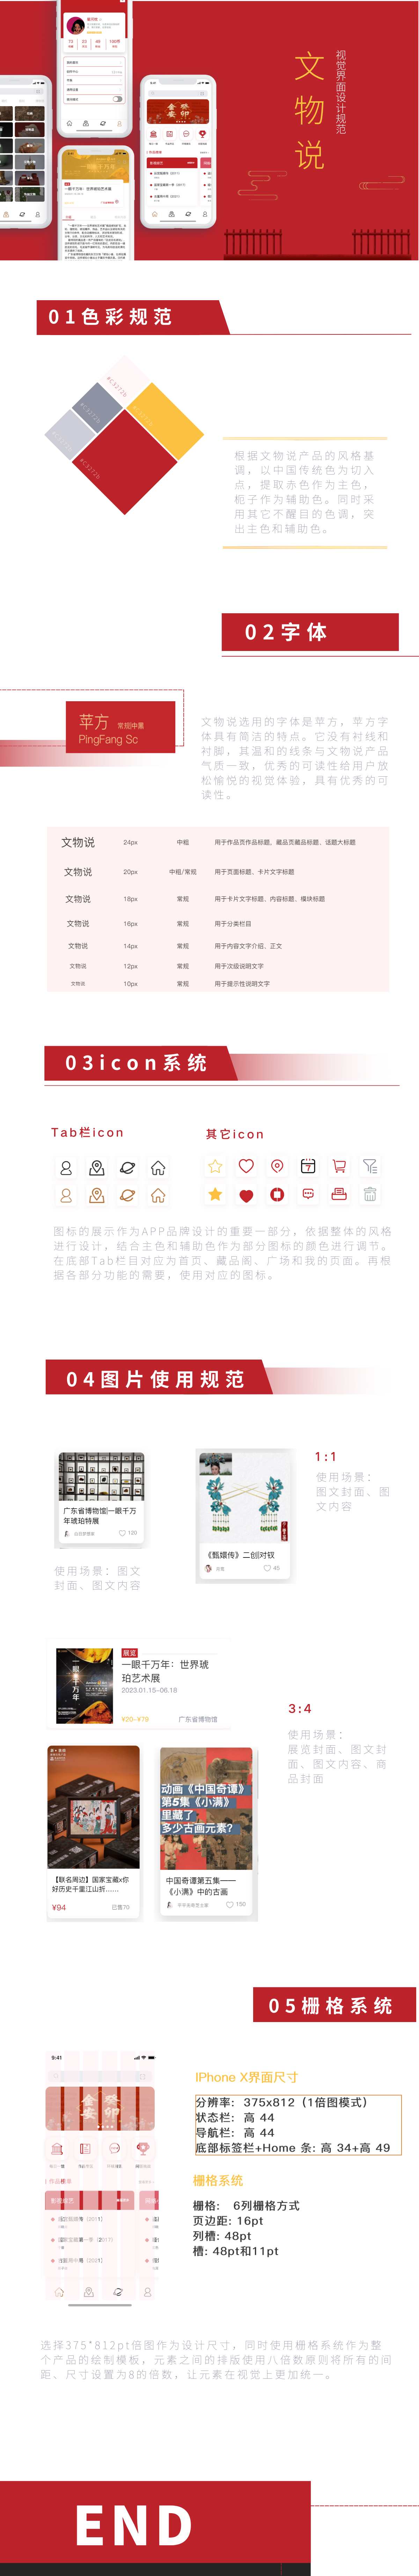 文物说
视觉界面设计规范
一眼千万年
01色彩规范
#C32726
#C32726
#C32726
#C32726
#C32726
根据文物说产品的风格基
调，以中国传统色为切入
点，提取赤色作为主色，
栀子作为辅助色。同时采
用其它不醒目的色调，突
出主色和辅助色。
02字体
苹方 常规中黑
PingFang Sc
文物说选用的字体是苹方，苹方字
体具有简洁的特点。它没有衬线和
衬脚，其温和的线条与文物说产品
气质一致，优秀的可读性给用户放
松愉悦的视觉体验，具有优秀的可
读性。
文物说 24px 中粗 用于作品页作品标题、藏品页藏品标题、话题大标题
文物说 20px 中粗/常规 用于页面标题、卡片文字标题
文物说 18px 常规 用于卡片文字标题、内容标题、模块标题
文物说 16px 常规 用于分类栏目
文物说 14px 常规 用于内容文字介绍、正文
文物说 12px 常规 用于次级说明文字
文物说 10px 常规 用于提示性说明文字
03icon系统
Tab栏icon
其它icon
7
图标的展示作为APP品牌设计的重要一部分，依据整体的风格
进行设计，结合主色和辅助色作为部分图标的颜色进行调节。
在底部Tab栏目对应为首页、藏品阁、广场和我的页面。再根
据各部分功能的需要，使用对应的图标。
04图片使用规范
广东省博物馆|一眼千万
年琥珀特展
120
使用场景：图文
封面、图文内容
《甄嬛传》二创|对钗
45
1:1
使用场景：
图文封面、图
文内容
一眼千万年
展览
一眼千万年：世界琥
珀艺术展
2023.01.15-06.18
¥20-¥79 广东省博物馆
3:4
使用场景：
展览封面、图文封
面、图文内容、商
品封面
【联名周边】国家宝藏x你
好历史千里江山折……
¥94 已售70
动画《中国奇谭》
第5集《小满》
里藏了
多少古画元素?
中国奇谭第五集——
《小满》中的古画
150
05栅格系统
9:41
IPhone X界面尺寸
分辨率： 375x812（1倍图模式）
状态栏： 高 44
导航栏： 高 44
底部标签栏+Home 条: 高 34+高 49
栅格系统
栅格： 6列栅格方式
页边距: 16pt
列槽: 48pt
槽: 48pt和11pt
选择375*812pt倍图作为设计尺寸，同时使用栅格系统作为整
个产品的绘制模板，元素之间的排版使用八倍数原则将所有的间
距、尺寸设置为8的倍数，让元素在视觉上更加统一。
END